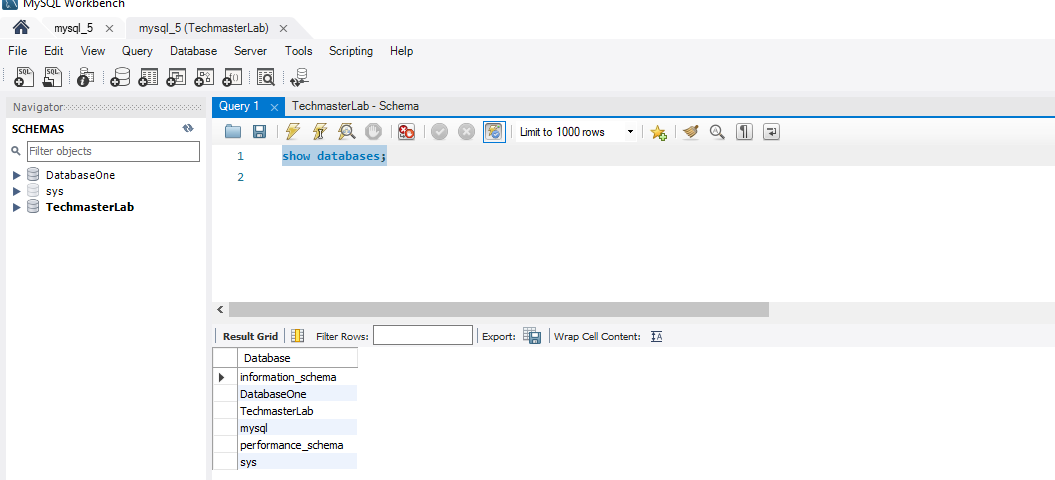 MySQL Workbench
mysql_5 mysql_5 (TechmasterLab)
File Edit View Query Database Server Tools Scripting Help
Navigator
Query 1 TechmasterLab - Schema
SCHEMAS
Limit to 1000 rows
Filter objects
1 show databases;
2
DatabaseOne
sys
TechmasterLab
Result Grid Filter Rows: Export: Wrap Cell Content:
Database
information_schema
DatabaseOne
TechmasterLab
mysql
performance_schema
sys